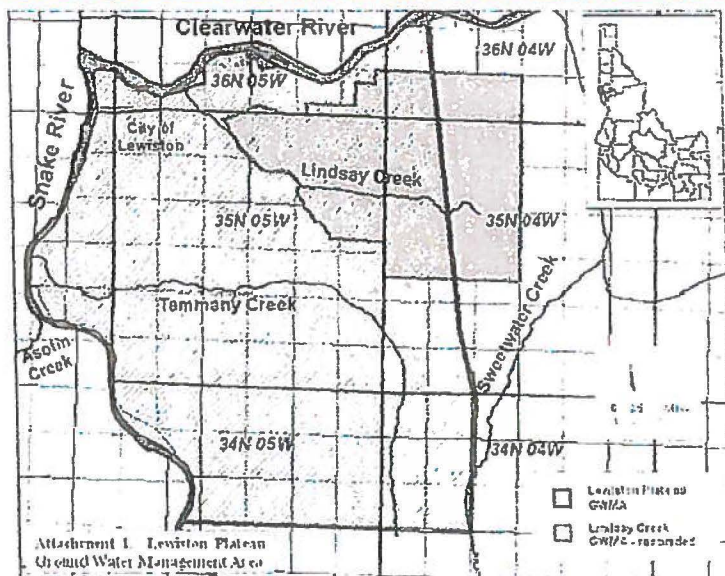 Clearwater River
36N 04W
36N 05W
Snake River
City of
Lewiston
Lindsay Creek
35N 05W
35N 04W
Tammany Creek
Sweetwater Creek
Asotin
Creek
34N 05W
34N 04W
Lewiston Plateau
GWMA
Lindsay Creek
GWMA - rescinded
Attachment 1. Lewiston Plateau
Ground Water Management Area